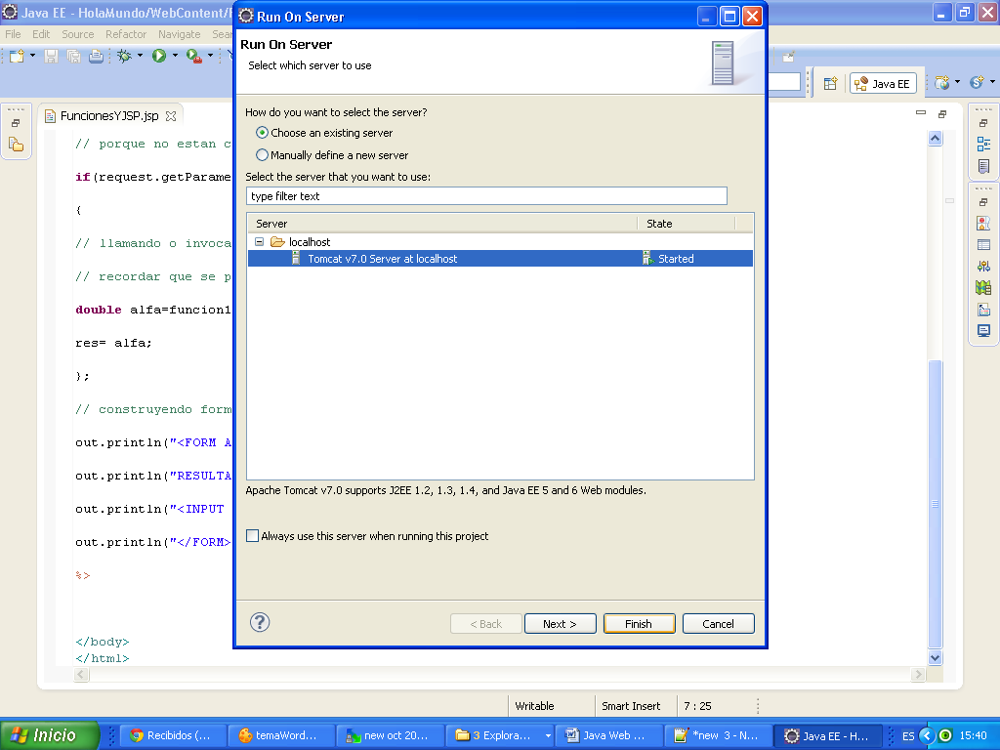 Java EE - HolaMundo/WebContent/
Run On Server
File Edit Source Refactor Navigate
Run On Server
Select which server to use
Java EE
FuncionesYJSP.jsp
How do you want to select the server?
Choose an existing server
Manually define a new server
Select the server that you want to use:
type filter text
Server State
localhost
Tomcat v7.0 Server at localhost Started
Apache Tomcat v7.0 supports J2EE 1.2, 1.3, 1.4, and Java EE 5 and 6 Web modules.
Always use this server when running this project
< Back Next > Finish Cancel
// porque no estan c
if(request.getParame
{
// llamando o invoca
// recordar que se p
double alfa=funcion1
res= alfa;
};
// construyendo form
out.println("<FORM A
out.println("RESULTA
out.println("<INPUT
out.println("</FORM>
%>
</body>
</html>
Writable Smart Insert 7 : 25
Inicio Recibidos (... temaWord... new oct 20... 3 Explora... Java Web ... *new 3 - N... Java EE - H... ES 15:40